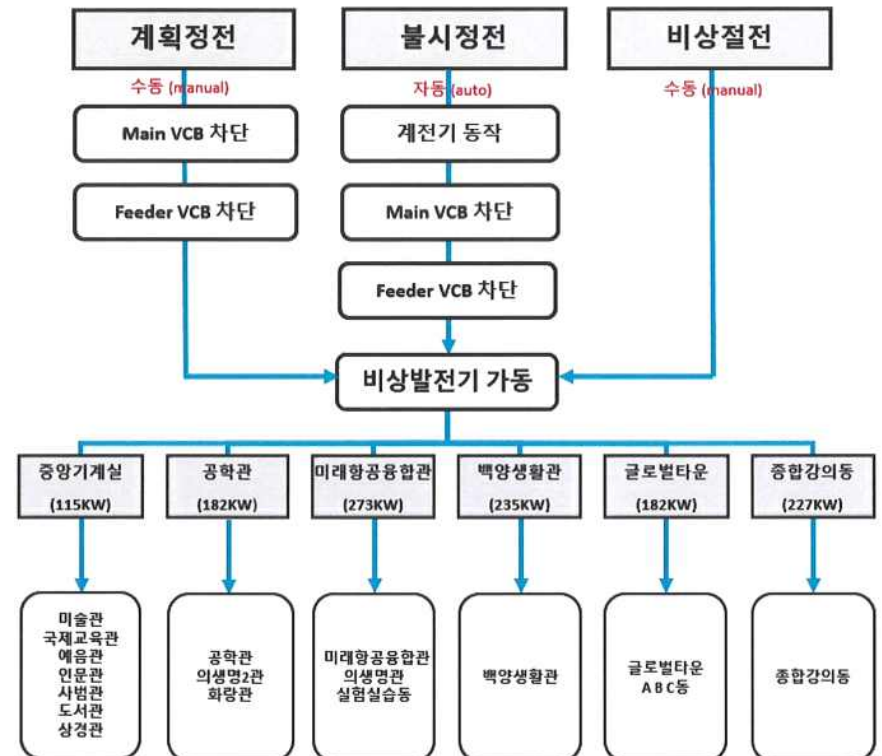 계획정전
불시정전
비상절전
수동 (manual)
자동 (auto)
수동 (manual)
Main VCB 차단
계전기 동작
Feeder VCB 차단
Main VCB 차단
Feeder VCB 차단
비상발전기 가동
중앙기계실
(115KW)
공학관
(182KW)
미래항공융합관
(273KW)
백양생활관
(235KW)
글로벌타운
(182KW)
종합강의동
(227KW)
미술관
국제교육관
예음관
인문관
사범관
도서관
상경관
공학관
의생명2관
화랑관
미래항공융합관
의생명관
실험실습동
백양생활관
글로벌타운
A B C동
종합강의동